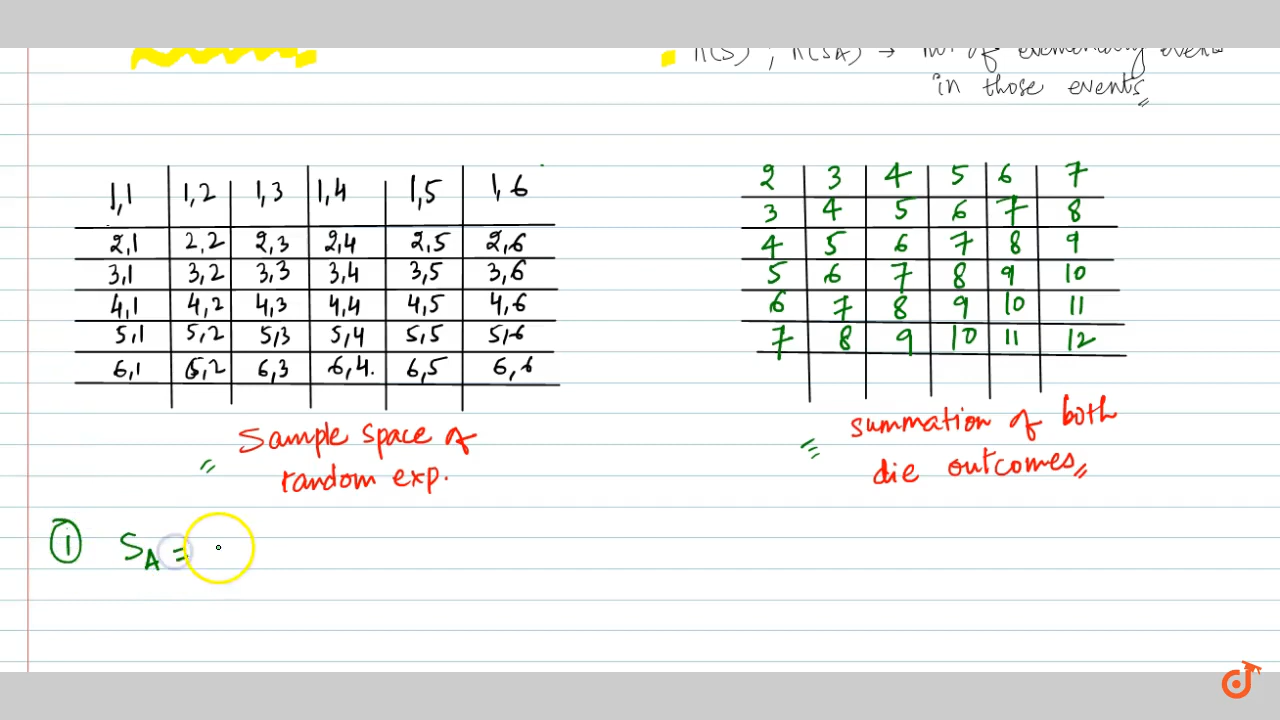 n(S) ; n(SA) → of elementary event
in those events
1,1 1,2 1,3 1,4 1,5 1,6
2,1 2,2 2,3 2,4 2,5 2,6
3,1 3,2 3,3 3,4 3,5 3,6
4,1 4,2 4,3 4,4 4,5 4,6
5,1 5,2 5,3 5,4 5,5 5,6
6,1 6,2 6,3 6,4. 6,5 6,6
Sample space of
random exp.
2 3 4 5 6 7
3 4 5 6 7 8
4 5 6 7 8 9
5 6 7 8 9 10
6 7 8 9 10 11
7 8 9 10 11 12
summation of both
die outcomes
① S_A =